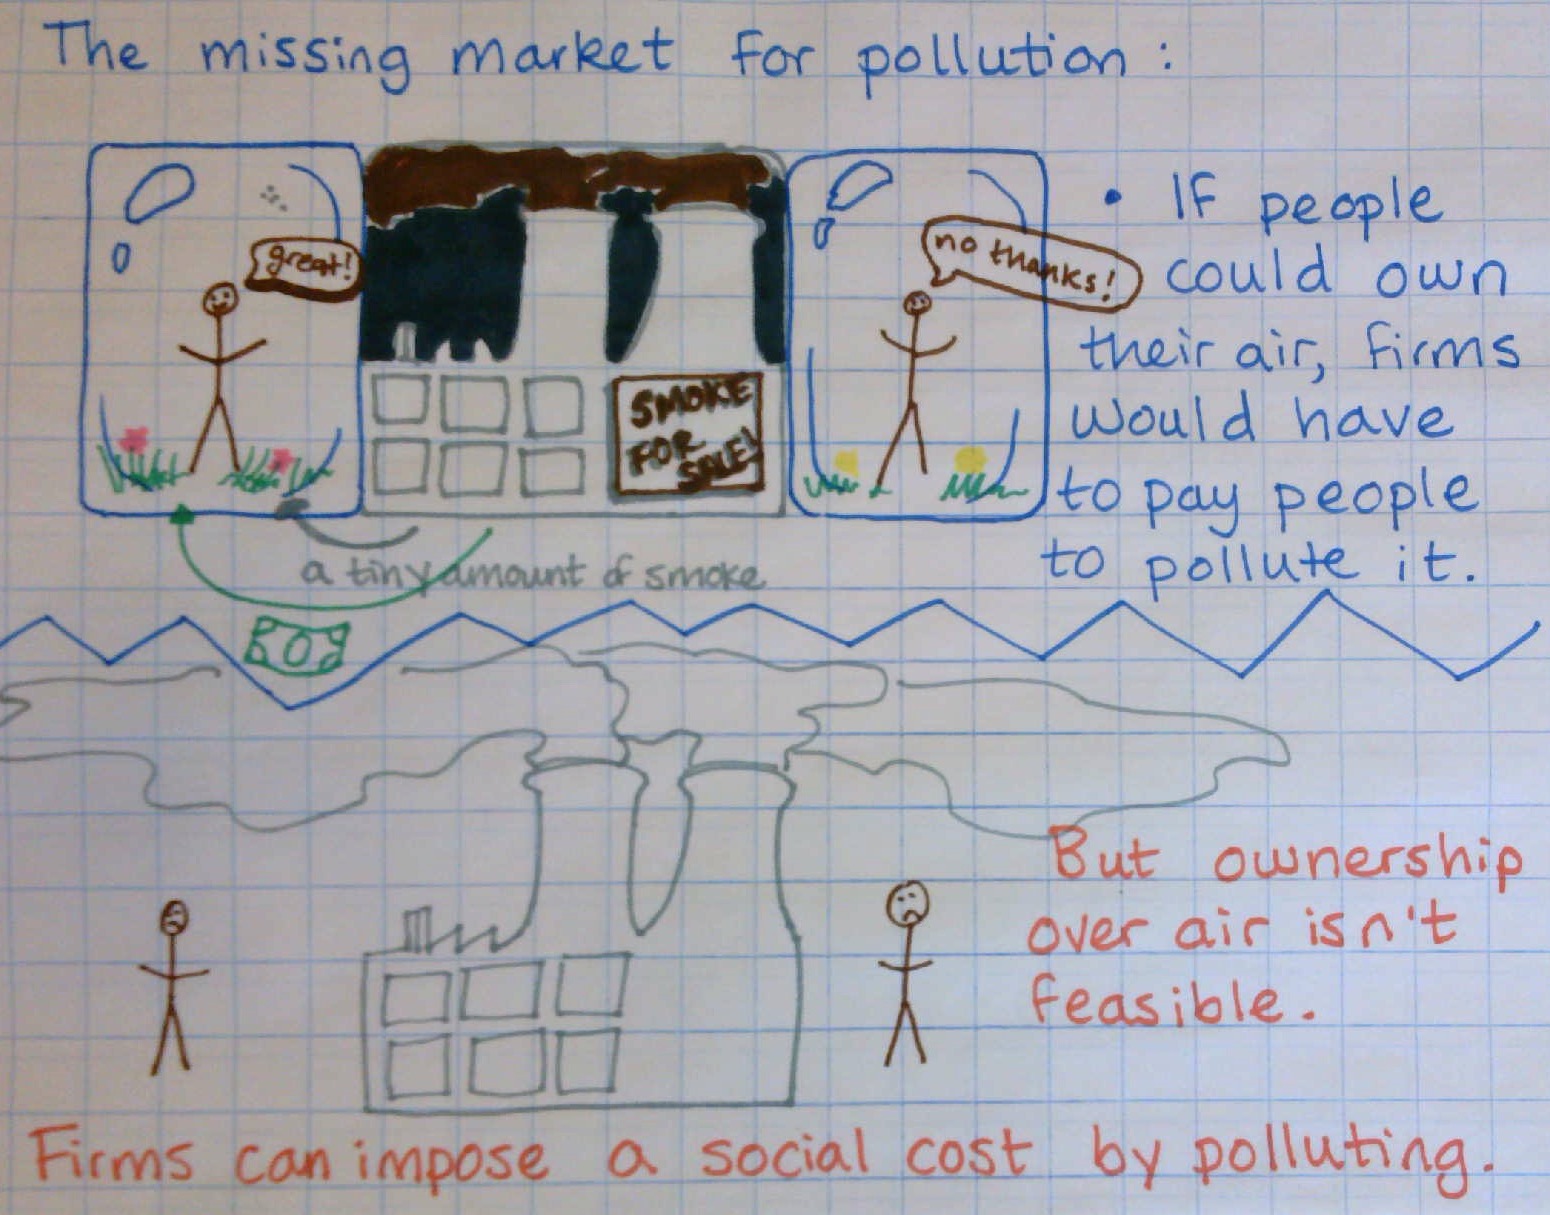 The missing market for pollution:
great!
no thanks!
SMOKE
FOR
SALE!
a tiny amount of smoke
• If people
could own
their air, firms
would have
to pay people
to pollute it.
But ownership
over air isn't
feasible.
Firms can impose a social cost by polluting.